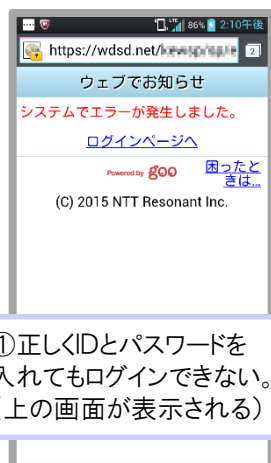 86% 2:10午後
https://wdsd.net/
2
ウェブでお知らせ
システムでエラーが発生しました。
ログインページへ
Powered by goo
困ったと
きは...
(C) 2015 NTT Resonant Inc.
①正しくIDとパスワードを
入れてもログインできない。
(上の画面が表示される)